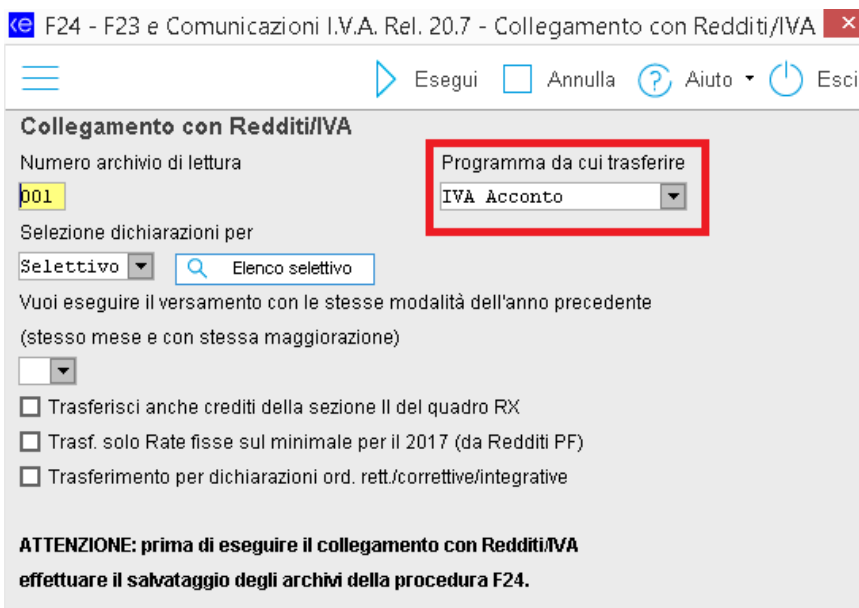 ke F24 - F23 e Comunicazioni I.V.A. Rel. 20.7 - Collegamento con Redditi/IVA
Esegui Annulla Aiuto Esci
Collegamento con Redditi/IVA
Numero archivio di lettura Programma da cui trasferire
001 IVA Acconto
Selezione dichiarazioni per
Selettivo Elenco selettivo
Vuoi eseguire il versamento con le stesse modalità dell'anno precedente
(stesso mese e con stessa maggiorazione)
Trasferisci anche crediti della sezione II del quadro RX
Trasf. solo Rate fisse sul minimale per il 2017 (da Redditi PF)
Trasferimento per dichiarazioni ord. rett./correttive/integrative
ATTENZIONE: prima di eseguire il collegamento con Redditi/IVA
effettuare il salvataggio degli archivi della procedura F24.